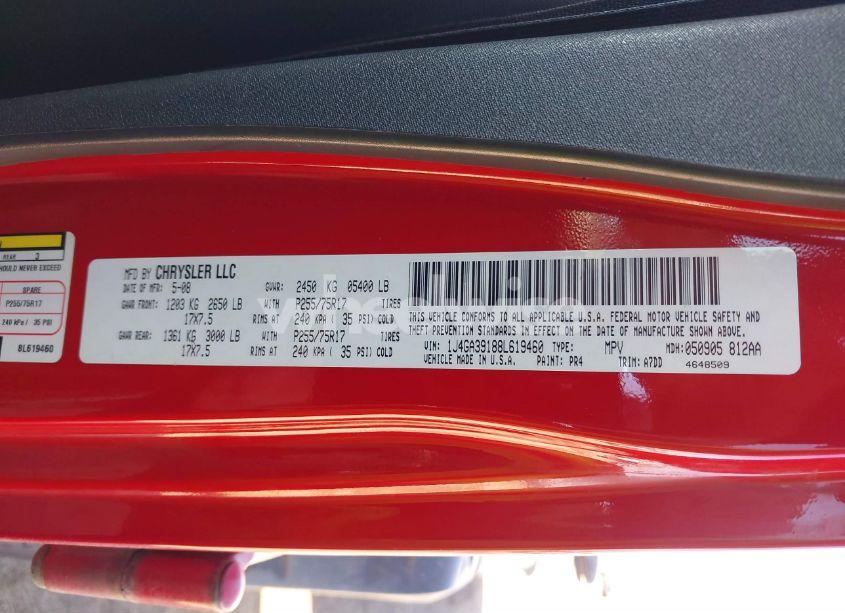 REAR 3
HOULD NEVER EXCEED
SPARE
P255/75R17
240 kPa / 35 PSI
8L619460
MFD BY CHRYSLER LLC
DATE OF MFR: 5-08 GVWR: 2450 KG 05400 LB
GAWR FRONT: 1203 KG 2650 LB WITH P255/75R17 TIRES
17X7.5 RIMS AT 240 KPA ( 35 PSI) COLD
GAWR REAR: 1361 KG 3000 LB WITH P255/75R17 TIRES
17X7.5 RIMS AT 240 KPA ( 35 PSI) COLD
THIS VEHICLE CONFORMS TO ALL APPLICABLE U.S.A. FEDERAL MOTOR VEHICLE SAFETY AND
THEFT PREVENTION STANDARDS IN EFFECT ON THE DATE OF MANUFACTURE SHOWN ABOVE.
VIN: 1J4GA39188L619460 TYPE: MPV MDH: 050905 812AA
VEHICLE MADE IN U.S.A. PAINT: PR4 TRIM: A7DD 4648509